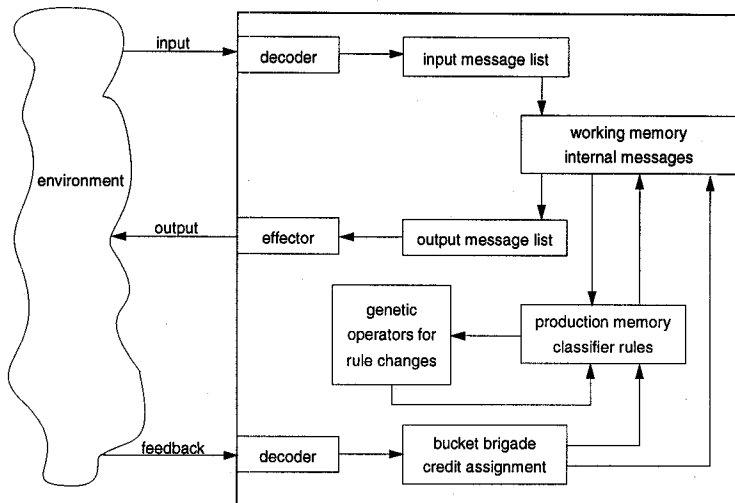 input
decoder
input message list
working memory
internal messages
environment
output
effector
output message list
genetic
operators for
rule changes
production memory
classifier rules
feedback
decoder
bucket brigade
credit assignment